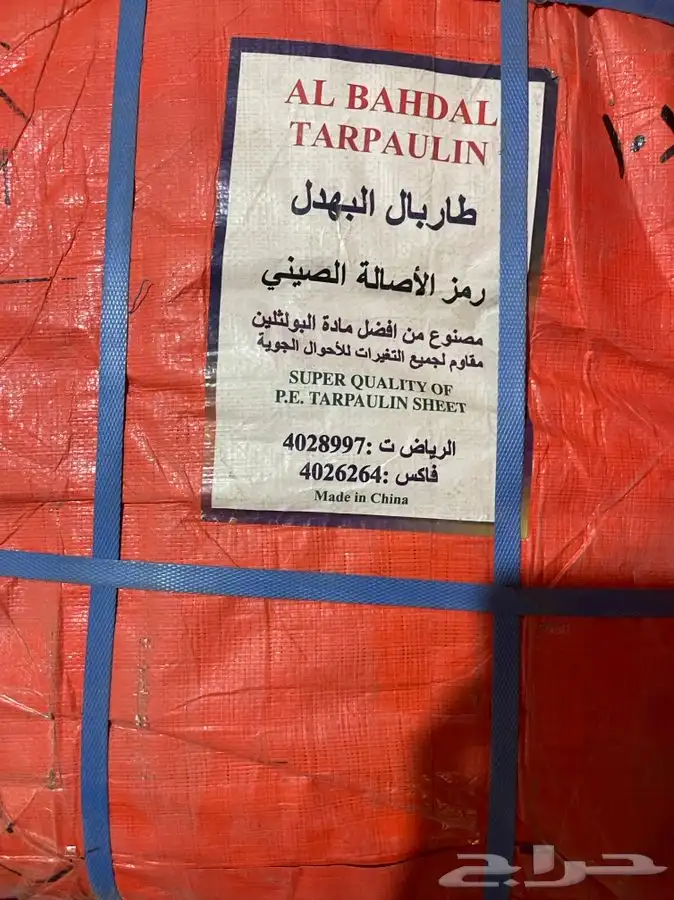 AL BAHDAL
TARPAULIN
طاربال البهدل
رمز الأصالة الصيني
مصنوع من افضل مادة البولثلين
مقاوم لجميع التغيرات للأحوال الجوية
SUPER QUALITY OF
P.E. TARPAULIN SHEET
الرياض ت :4028997
فاكس :4026264
Made in China
حراج